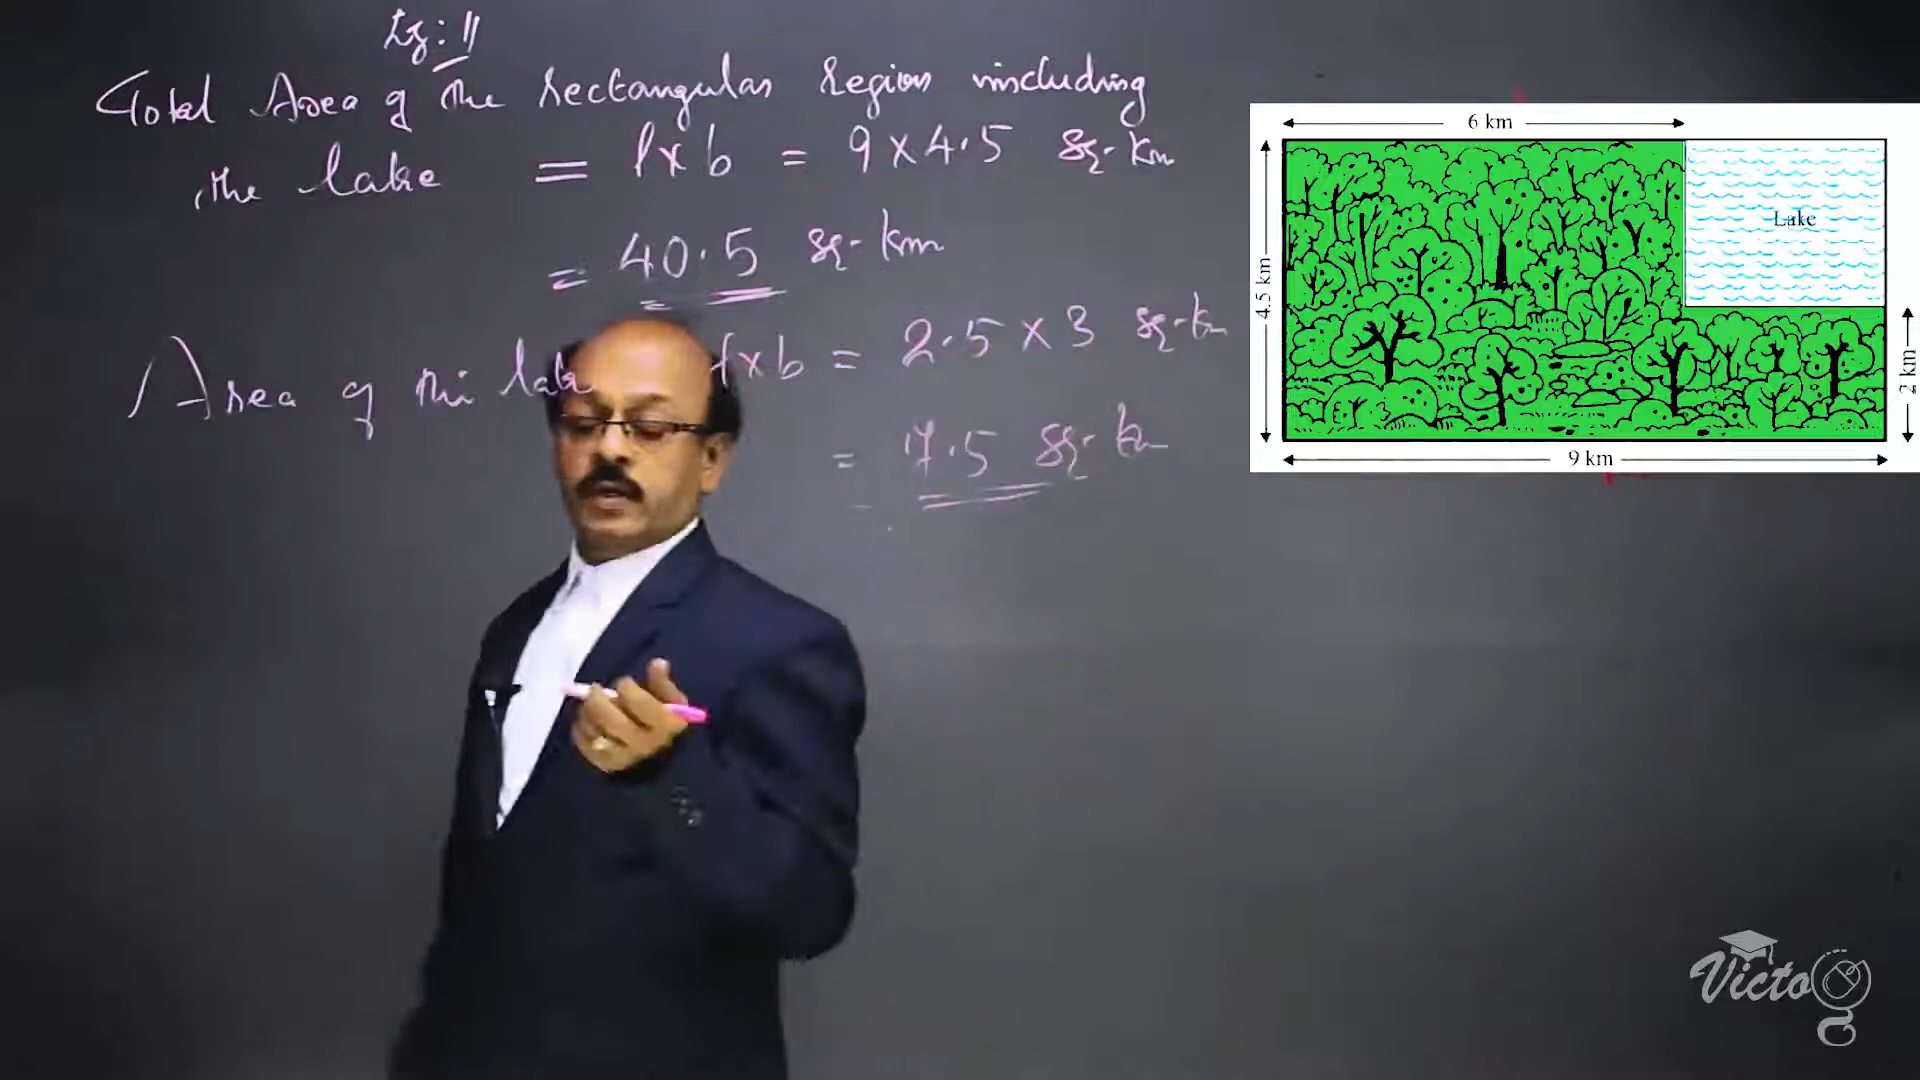 Eg: 11
Total Area of the rectangular region including
the lake = l × b = 9 × 4.5 sq. km
= 40.5 sq. km
Area of the lake l × b = 2.5 × 3 sq. km
= 7.5 sq. km
6 km
Lake
4.5 km
2 km
9 km
Victo